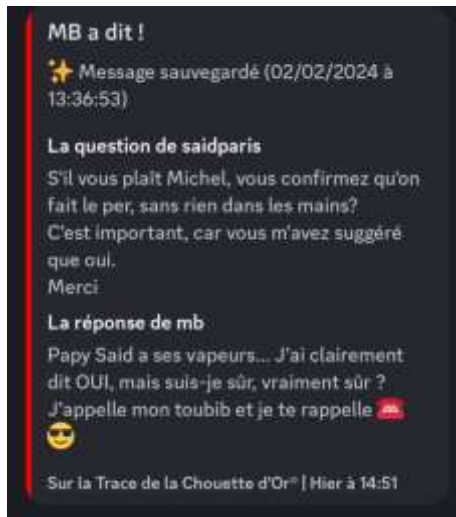 MB a dit !
✨ Message sauvegardé (02/02/2024 à
13:36:53)
La question de saidparis
S'il vous plaît Michel, vous confirmez qu'on
fait le per, sans rien dans les mains?
C'est important, car vous m'avez suggéré
que oui.
Merci
La réponse de mb
Papy Said a ses vapeurs... J'ai clairement
dit OUI, mais suis-je sûr, vraiment sûr ?
J'appelle mon toubib et je te rappelle ☎️
😎
Sur la Trace de la Chouette d'Or® | Hier à 14:51